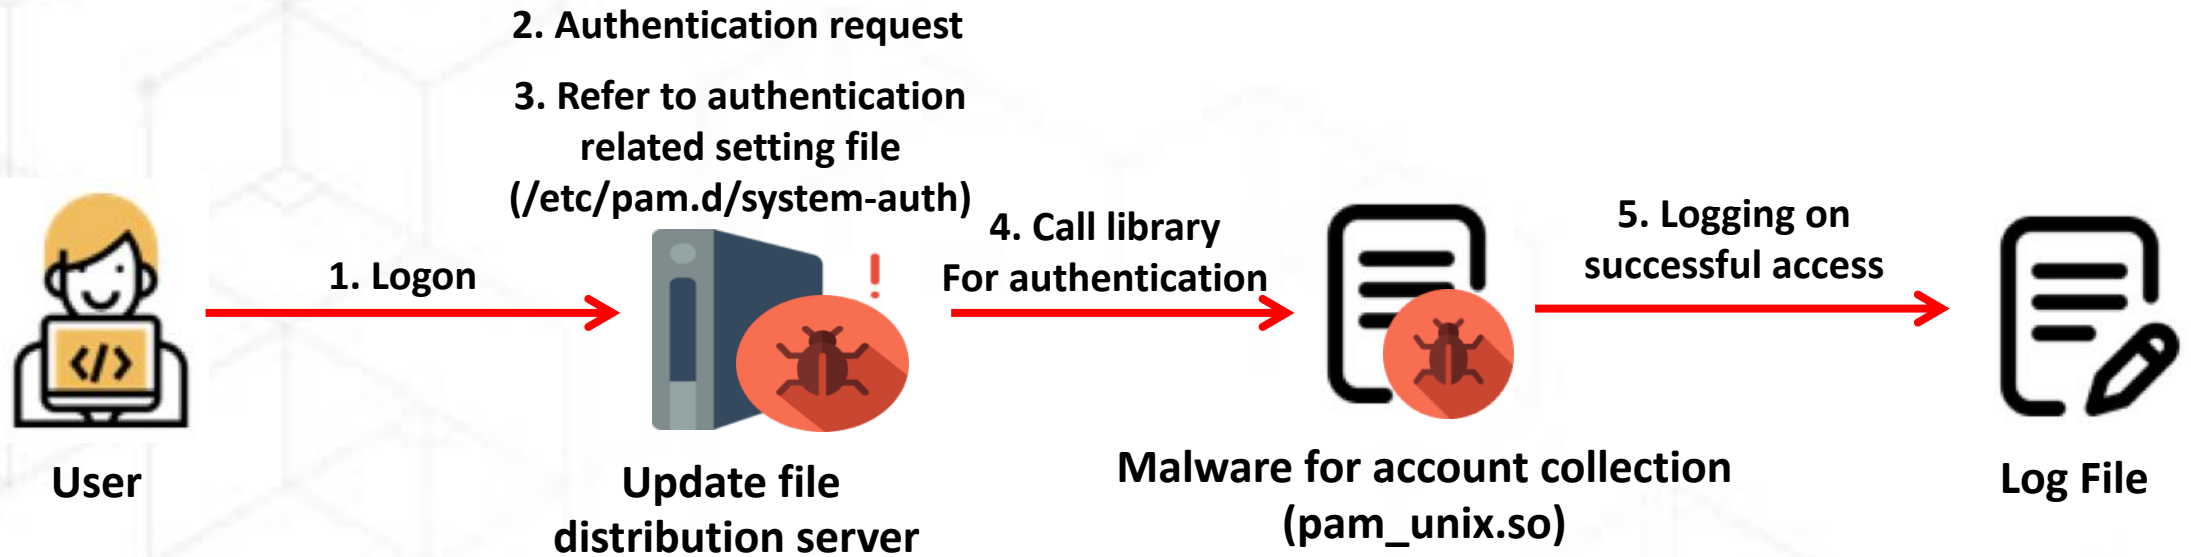 2. Authentication request
3. Refer to authentication
related setting file
(/etc/pam.d/system-auth)
1. Logon
4. Call library
For authentication
5. Logging on
successful access
</>
User
Update file
distribution server
Malware for account collection
(pam_unix.so)
Log File